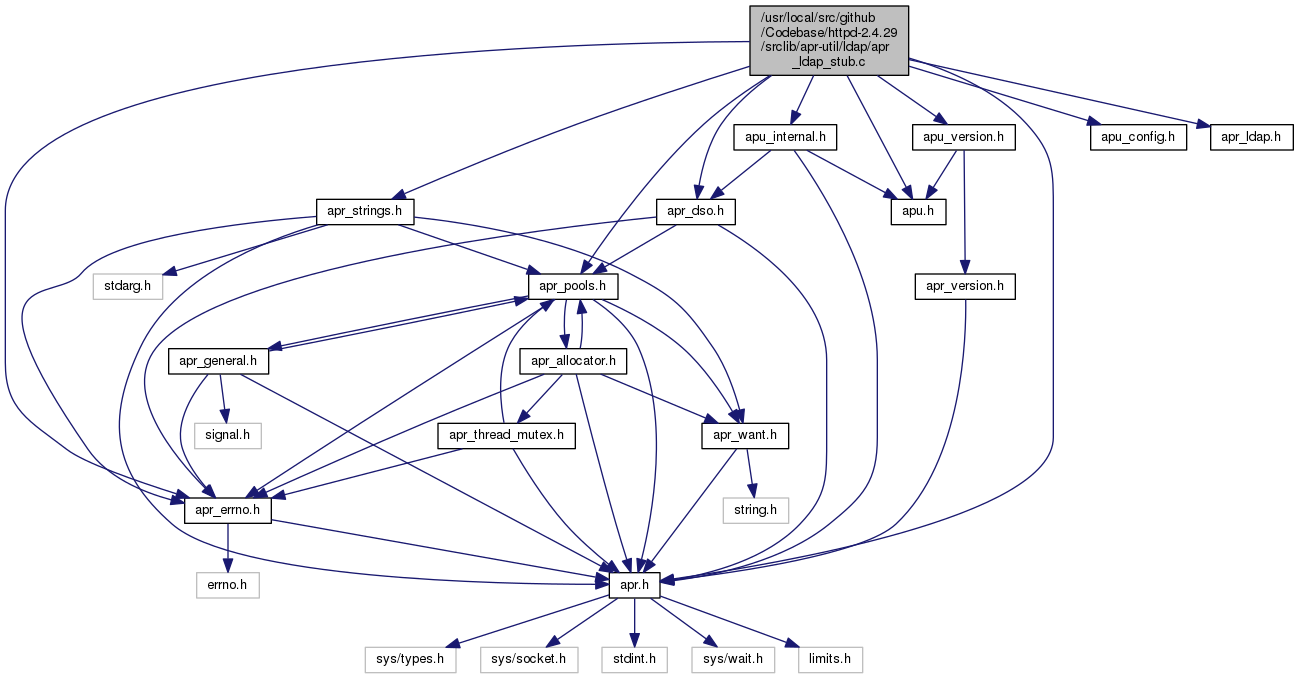 /usr/local/src/github
/Codebase/httpd-2.4.29
/srclib/apr-util/ldap/apr
_ldap_stub.c
apu_internal.h
apu_version.h
apu_config.h
apr_ldap.h
apr_strings.h
apr_dso.h
apu.h
stdarg.h
apr_pools.h
apr_version.h
apr_general.h
apr_allocator.h
signal.h
apr_thread_mutex.h
apr_want.h
apr_errno.h
string.h
errno.h
apr.h
sys/types.h
sys/socket.h
stdint.h
sys/wait.h
limits.h